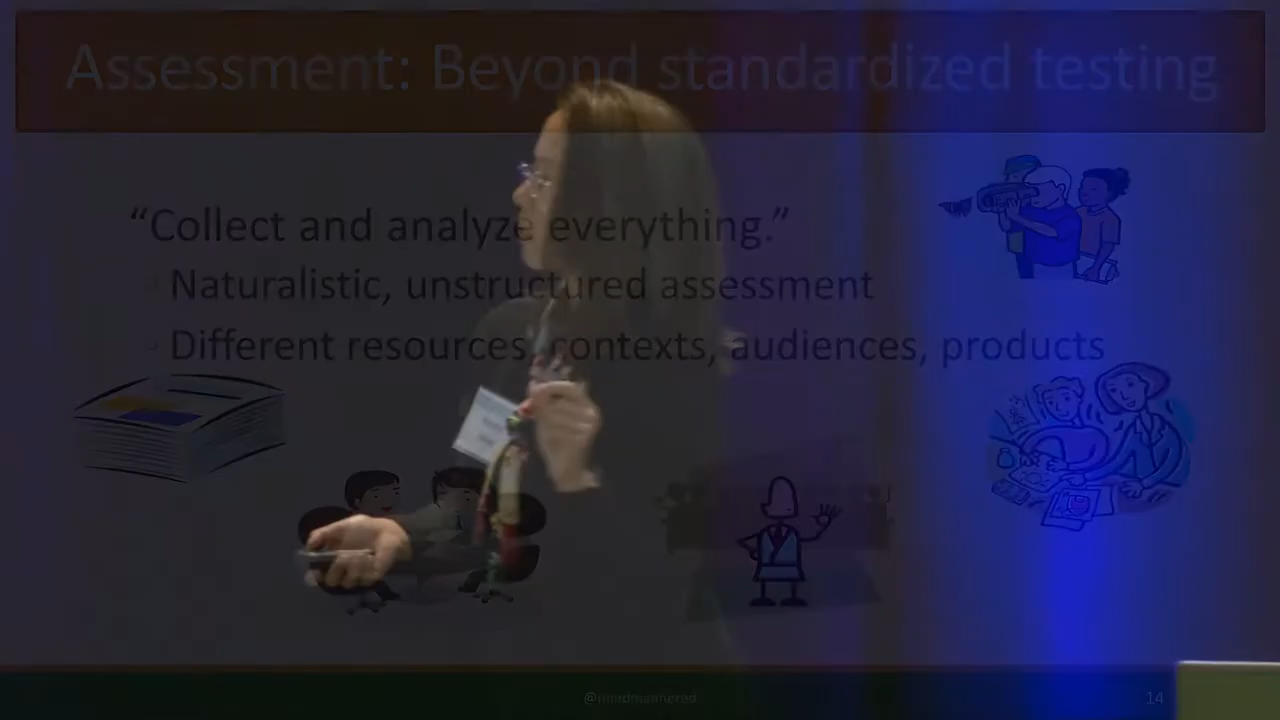 Assessment: Beyond standardized testing
“Collect and analyze everything.”
Naturalistic, unstructured assessment
Different resources, contexts, audiences, products
14